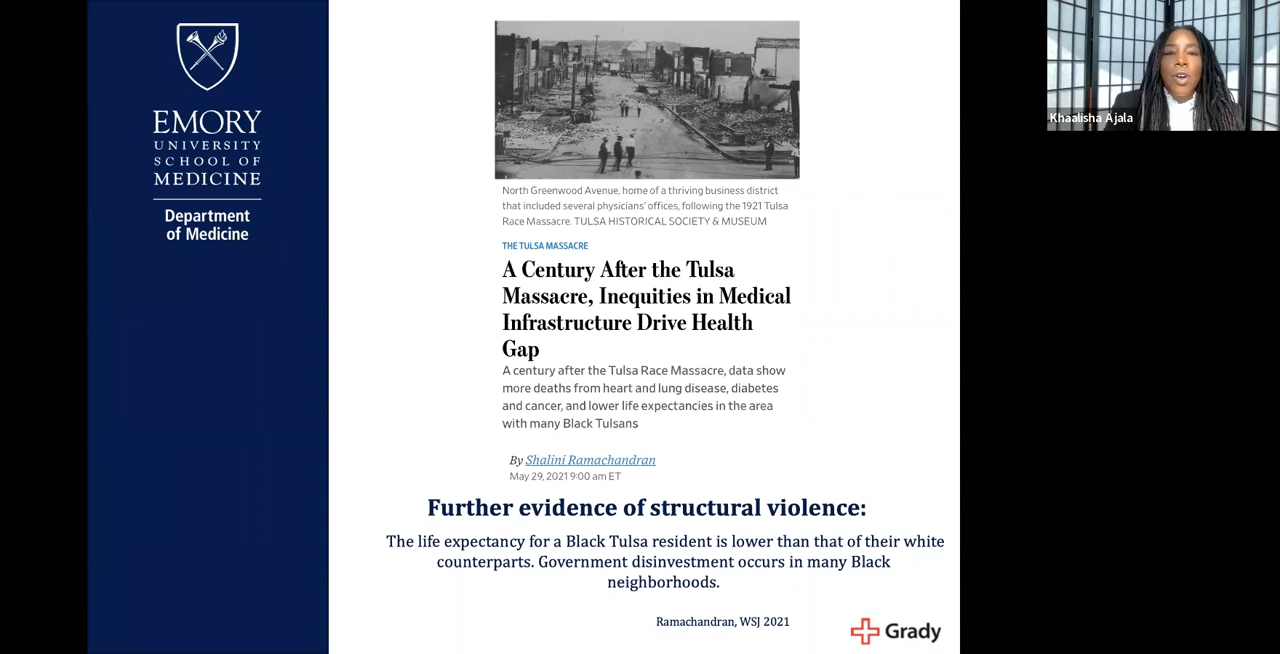 EMORY
UNIVERSITY
SCHOOL OF
MEDICINE
Department
of Medicine
North Greenwood Avenue, home of a thriving business district
that included several physicians' offices, following the 1921 Tulsa
Race Massacre. TULSA HISTORICAL SOCIETY & MUSEUM
THE TULSA MASSACRE
A Century After the Tulsa
Massacre, Inequities in Medical
Infrastructure Drive Health
Gap
A century after the Tulsa Race Massacre, data show
more deaths from heart and lung disease, diabetes
and cancer, and lower life expectancies in the area
with many Black Tulsans
By Shalini Ramachandran
May 29, 2021 9:00 am ET
Further evidence of structural violence:
The life expectancy for a Black Tulsa resident is lower than that of their white
counterparts. Government disinvestment occurs in many Black
neighborhoods.
Ramachandran, WSJ 2021
Grady
Khaalisha Ajala